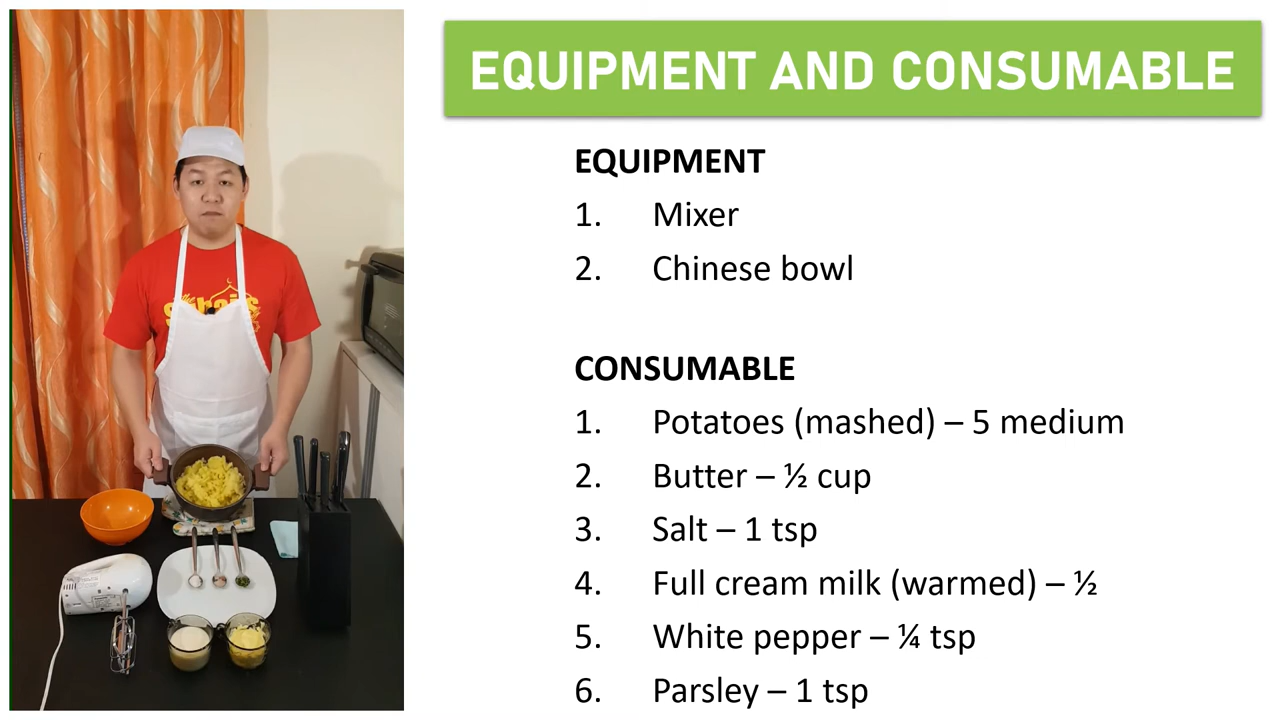 EQUIPMENT AND CONSUMABLE
EQUIPMENT
1. Mixer
2. Chinese bowl
CONSUMABLE
1. Potatoes (mashed) – 5 medium
2. Butter – ½ cup
3. Salt – 1 tsp
4. Full cream milk (warmed) – ½
5. White pepper – ¼ tsp
6. Parsley – 1 tsp